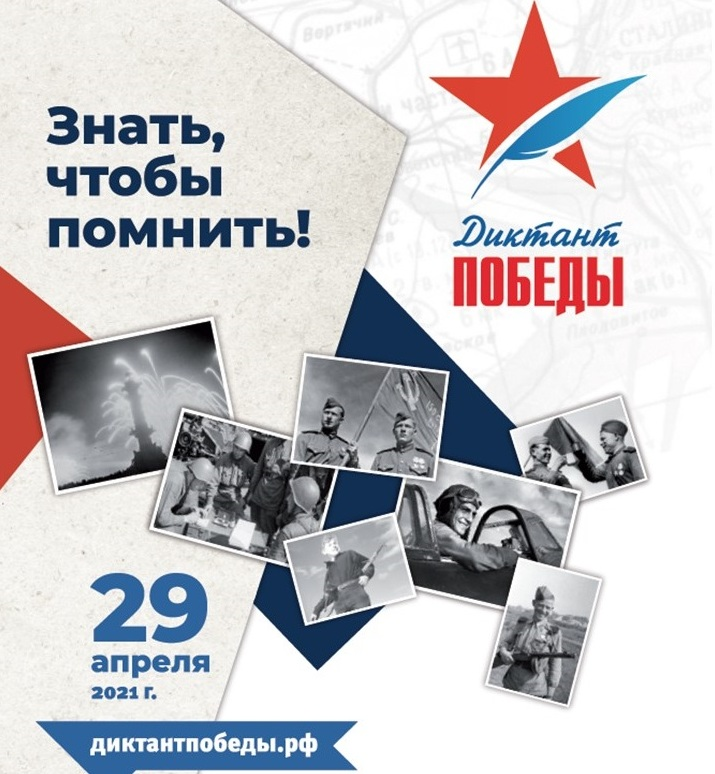 Знать,
чтобы
помнить!
Диктант
ПОБЕДЫ
29
апреля
2021 г.
диктантпобеды.рф